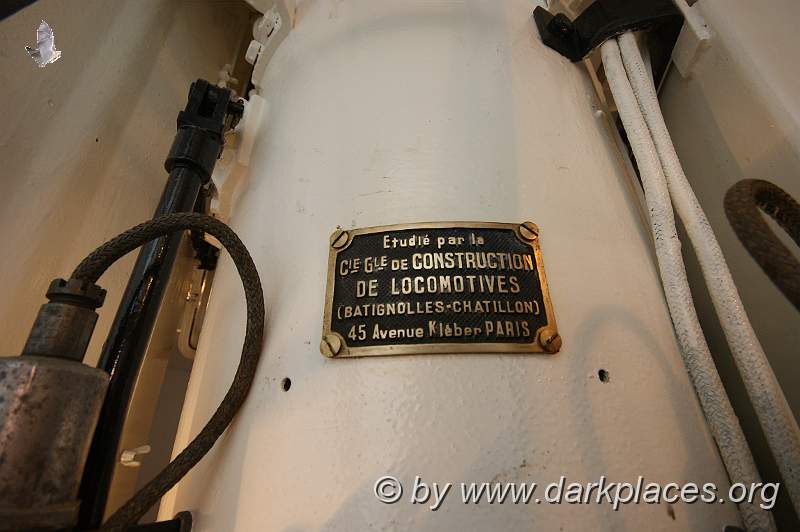 Etudié par la
CIE GLE DE CONSTRUCTION
DE LOCOMOTIVES
(BATIGNOLLES-CHATILLON)
45 Avenue Kléber PARIS
© by www.darkplaces.org